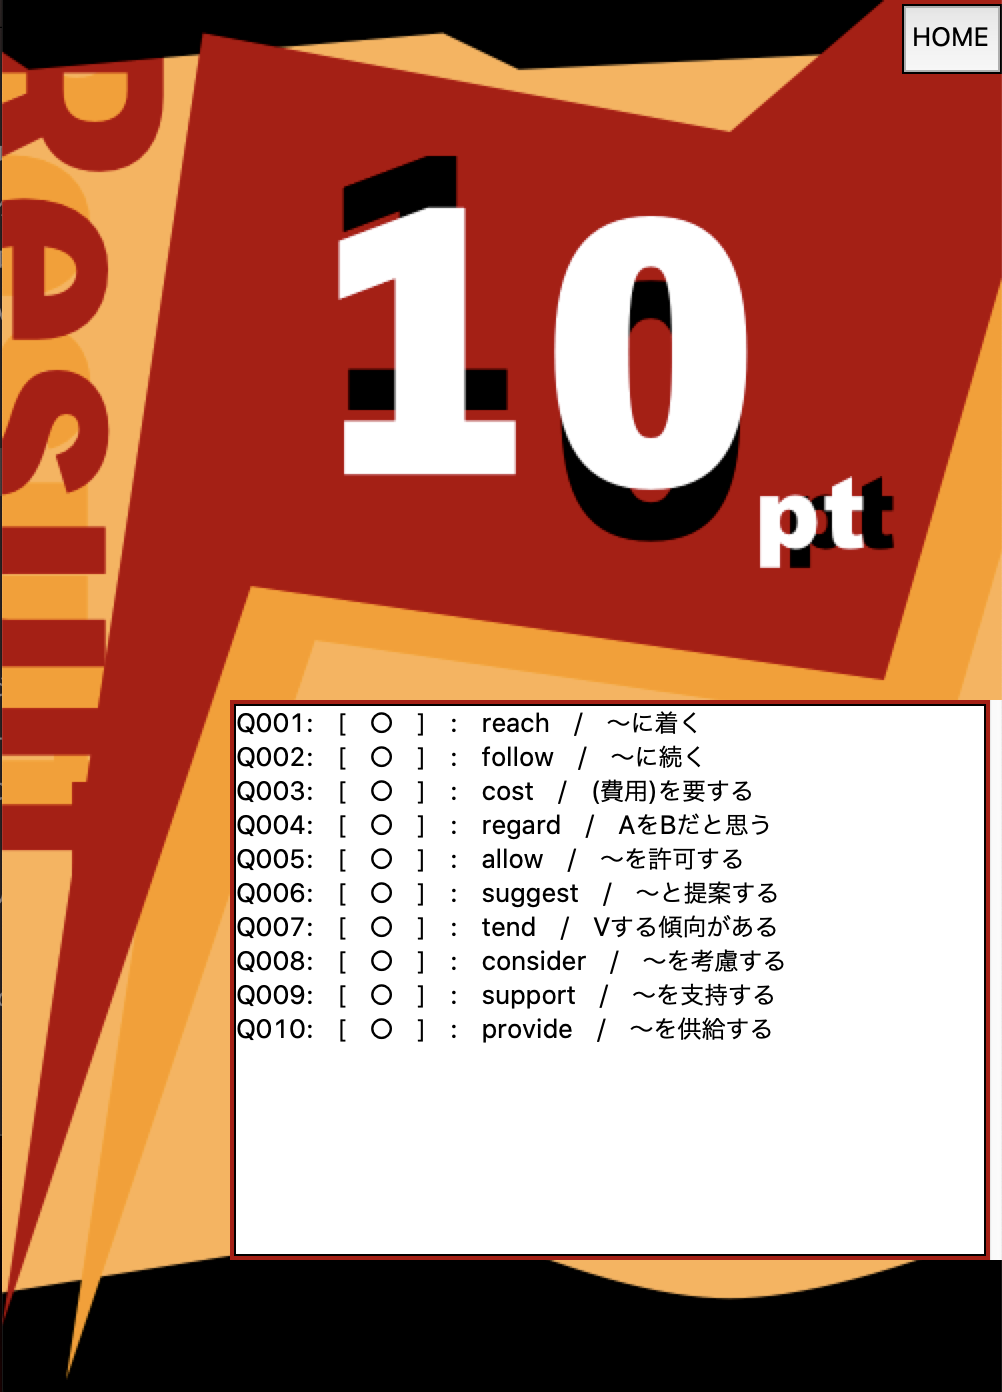 HOME
Result
10
pt
Q001: [ ○ ] : reach / ～に着く
Q002: [ ○ ] : follow / ～に続く
Q003: [ ○ ] : cost / (費用)を要する
Q004: [ ○ ] : regard / AをBだと思う
Q005: [ ○ ] : allow / ～を許可する
Q006: [ ○ ] : suggest / ～と提案する
Q007: [ ○ ] : tend / Vする傾向がある
Q008: [ ○ ] : consider / ～を考慮する
Q009: [ ○ ] : support / ～を支持する
Q010: [ ○ ] : provide / ～を供給する